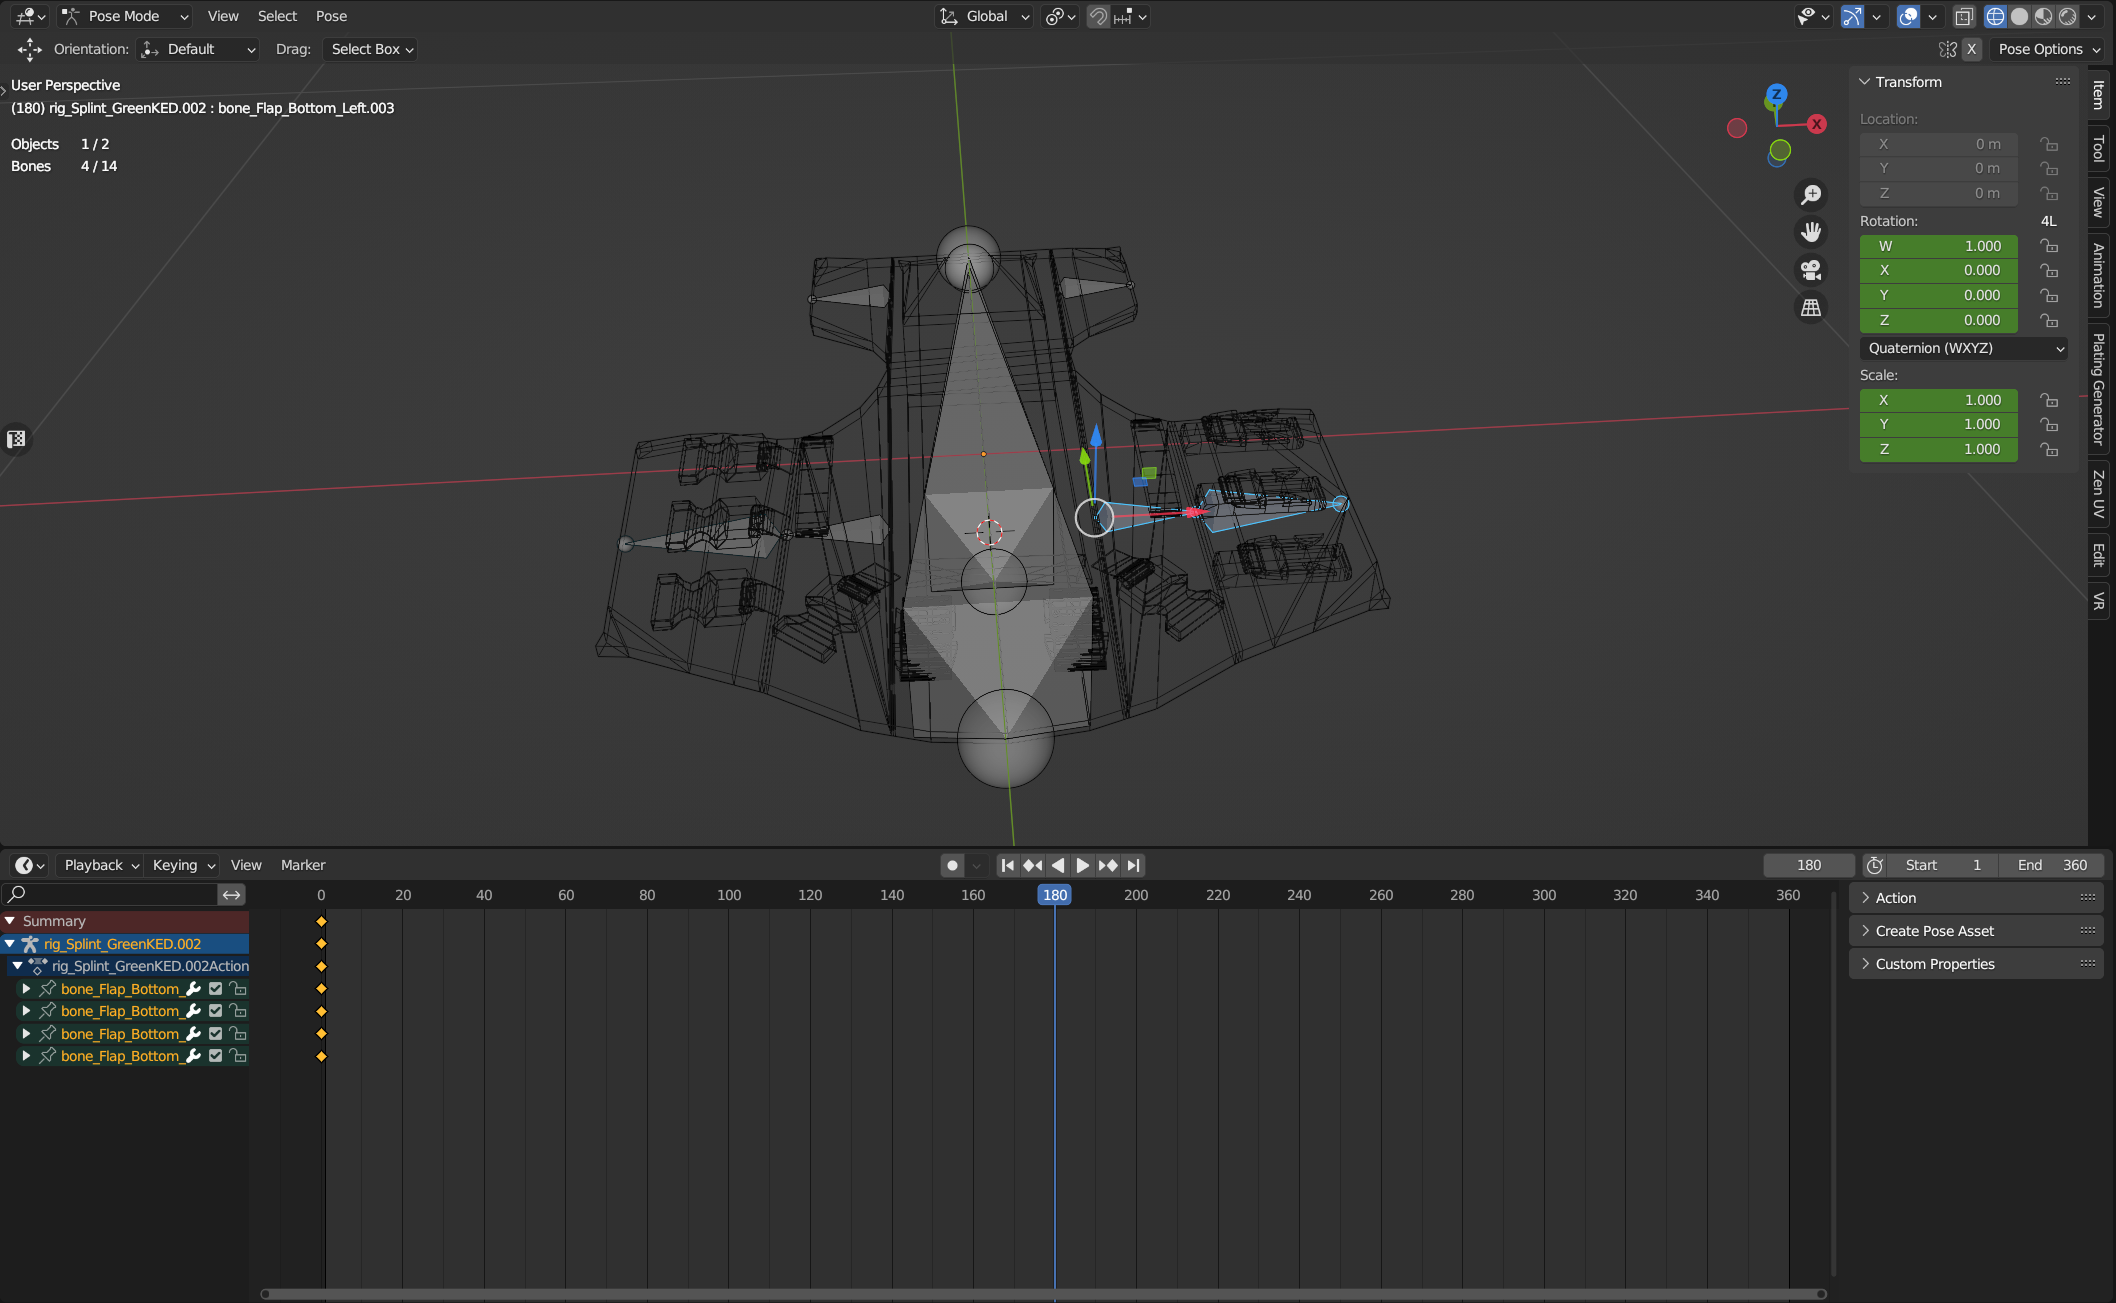 Pose Mode View Select Pose Global
Orientation: Default Drag: Select Box X Pose Options
User Perspective
(180) rig_Splint_GreenKED.002 : bone_Flap_Bottom_Left.003
Objects 1 / 2
Bones 4 / 14
Z
X
Transform
Location:
X 0 m
Y 0 m
Z 0 m
Rotation: 4L
W 1.000
X 0.000
Y 0.000
Z 0.000
Quaternion (WXYZ)
Scale:
X 1.000
Y 1.000
Z 1.000
Item
Tool
View
Animation
Plating Generator
Zen UV
Edit
VR
Playback Keying View Marker 180 Start 1 End 360
0 20 40 60 80 100 120 140 160 180 200 220 240 260 280 300 320 340 360
Summary
rig_Splint_GreenKED.002
rig_Splint_GreenKED.002Action
bone_Flap_Bottom_
bone_Flap_Bottom_
bone_Flap_Bottom_
bone_Flap_Bottom_
Action
Create Pose Asset
Custom Properties